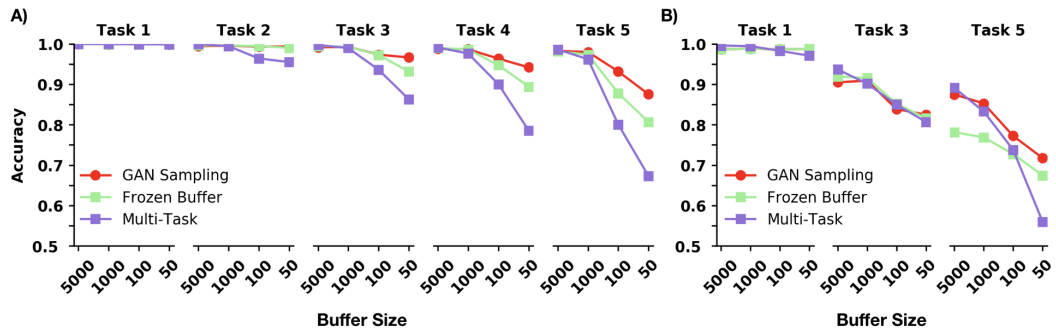 A)
Task 1 Task 2 Task 3 Task 4 Task 5
1.0
0.9
0.8
0.7
0.6
0.5
Accuracy
GAN Sampling
Frozen Buffer
Multi-Task
5000 1000 100 50 5000 1000 100 50 5000 1000 100 50 5000 1000 100 50 5000 1000 100 50
Buffer Size
B)
Task 1 Task 3 Task 5
1.0
0.9
0.8
0.7
0.6
0.5
GAN Sampling
Frozen Buffer
Multi-Task
5000 1000 100 50 5000 1000 100 50 5000 1000 100 50
Buffer Size